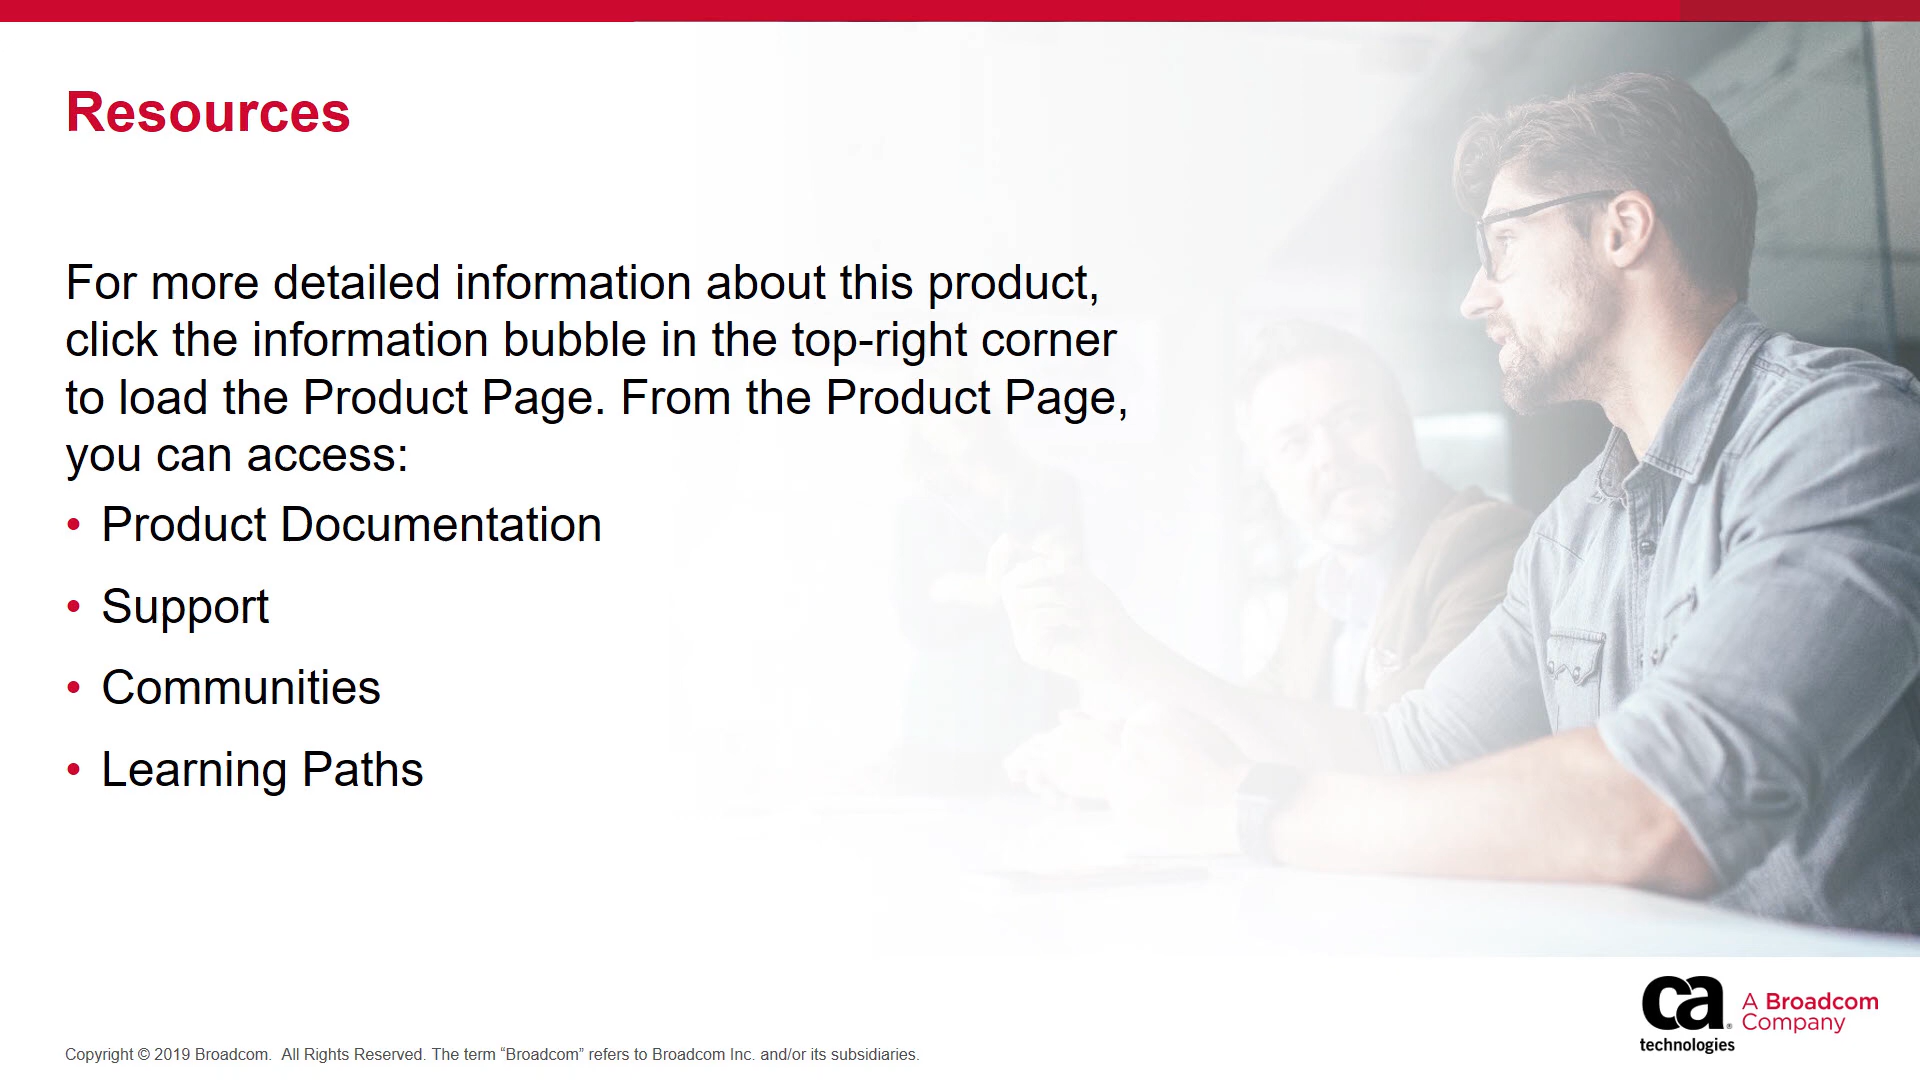 Resources
For more detailed information about this product,
click the information bubble in the top-right corner
to load the Product Page. From the Product Page,
you can access:
• Product Documentation
• Support
• Communities
• Learning Paths
ca®
technologies
A Broadcom
Company
Copyright © 2019 Broadcom.  All Rights Reserved. The term “Broadcom” refers to Broadcom Inc. and/or its subsidiaries.